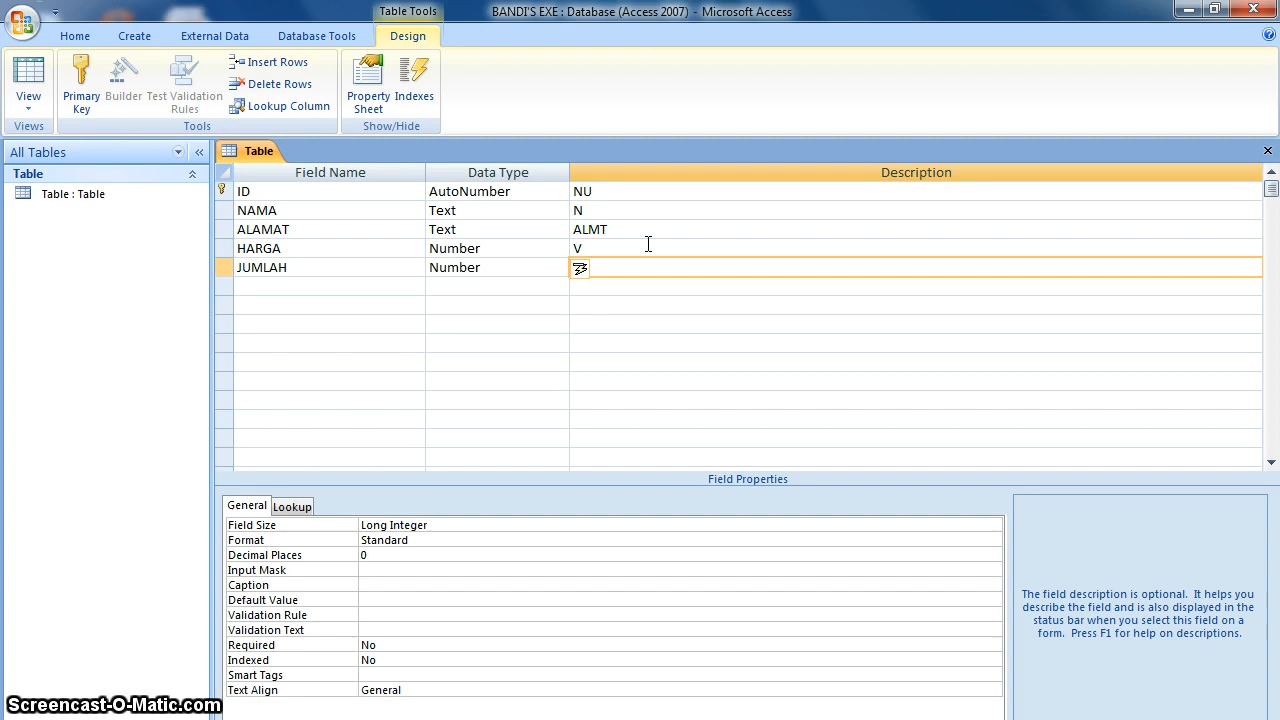 Table Tools
BANDI'S EXE : Database (Access 2007) - Microsoft Access
Home Create External Data Database Tools Design
View
Views
Primary Key
Builder
Test Validation Rules
Insert Rows
Delete Rows
Lookup Column
Tools
Property Sheet
Indexes
Show/Hide
All Tables
Table
Table : Table
Table
Field Name Data Type Description
ID AutoNumber NU
NAMA Text N
ALAMAT Text ALMT
HARGA Number V
JUMLAH Number
Field Properties
General Lookup
Field Size Long Integer
Format Standard
Decimal Places 0
Input Mask
Caption
Default Value
Validation Rule
Validation Text
Required No
Indexed No
Smart Tags
Text Align General
The field description is optional. It helps you
describe the field and is also displayed in the
status bar when you select this field on a
form. Press F1 for help on descriptions.
Screencast-O-Matic.com